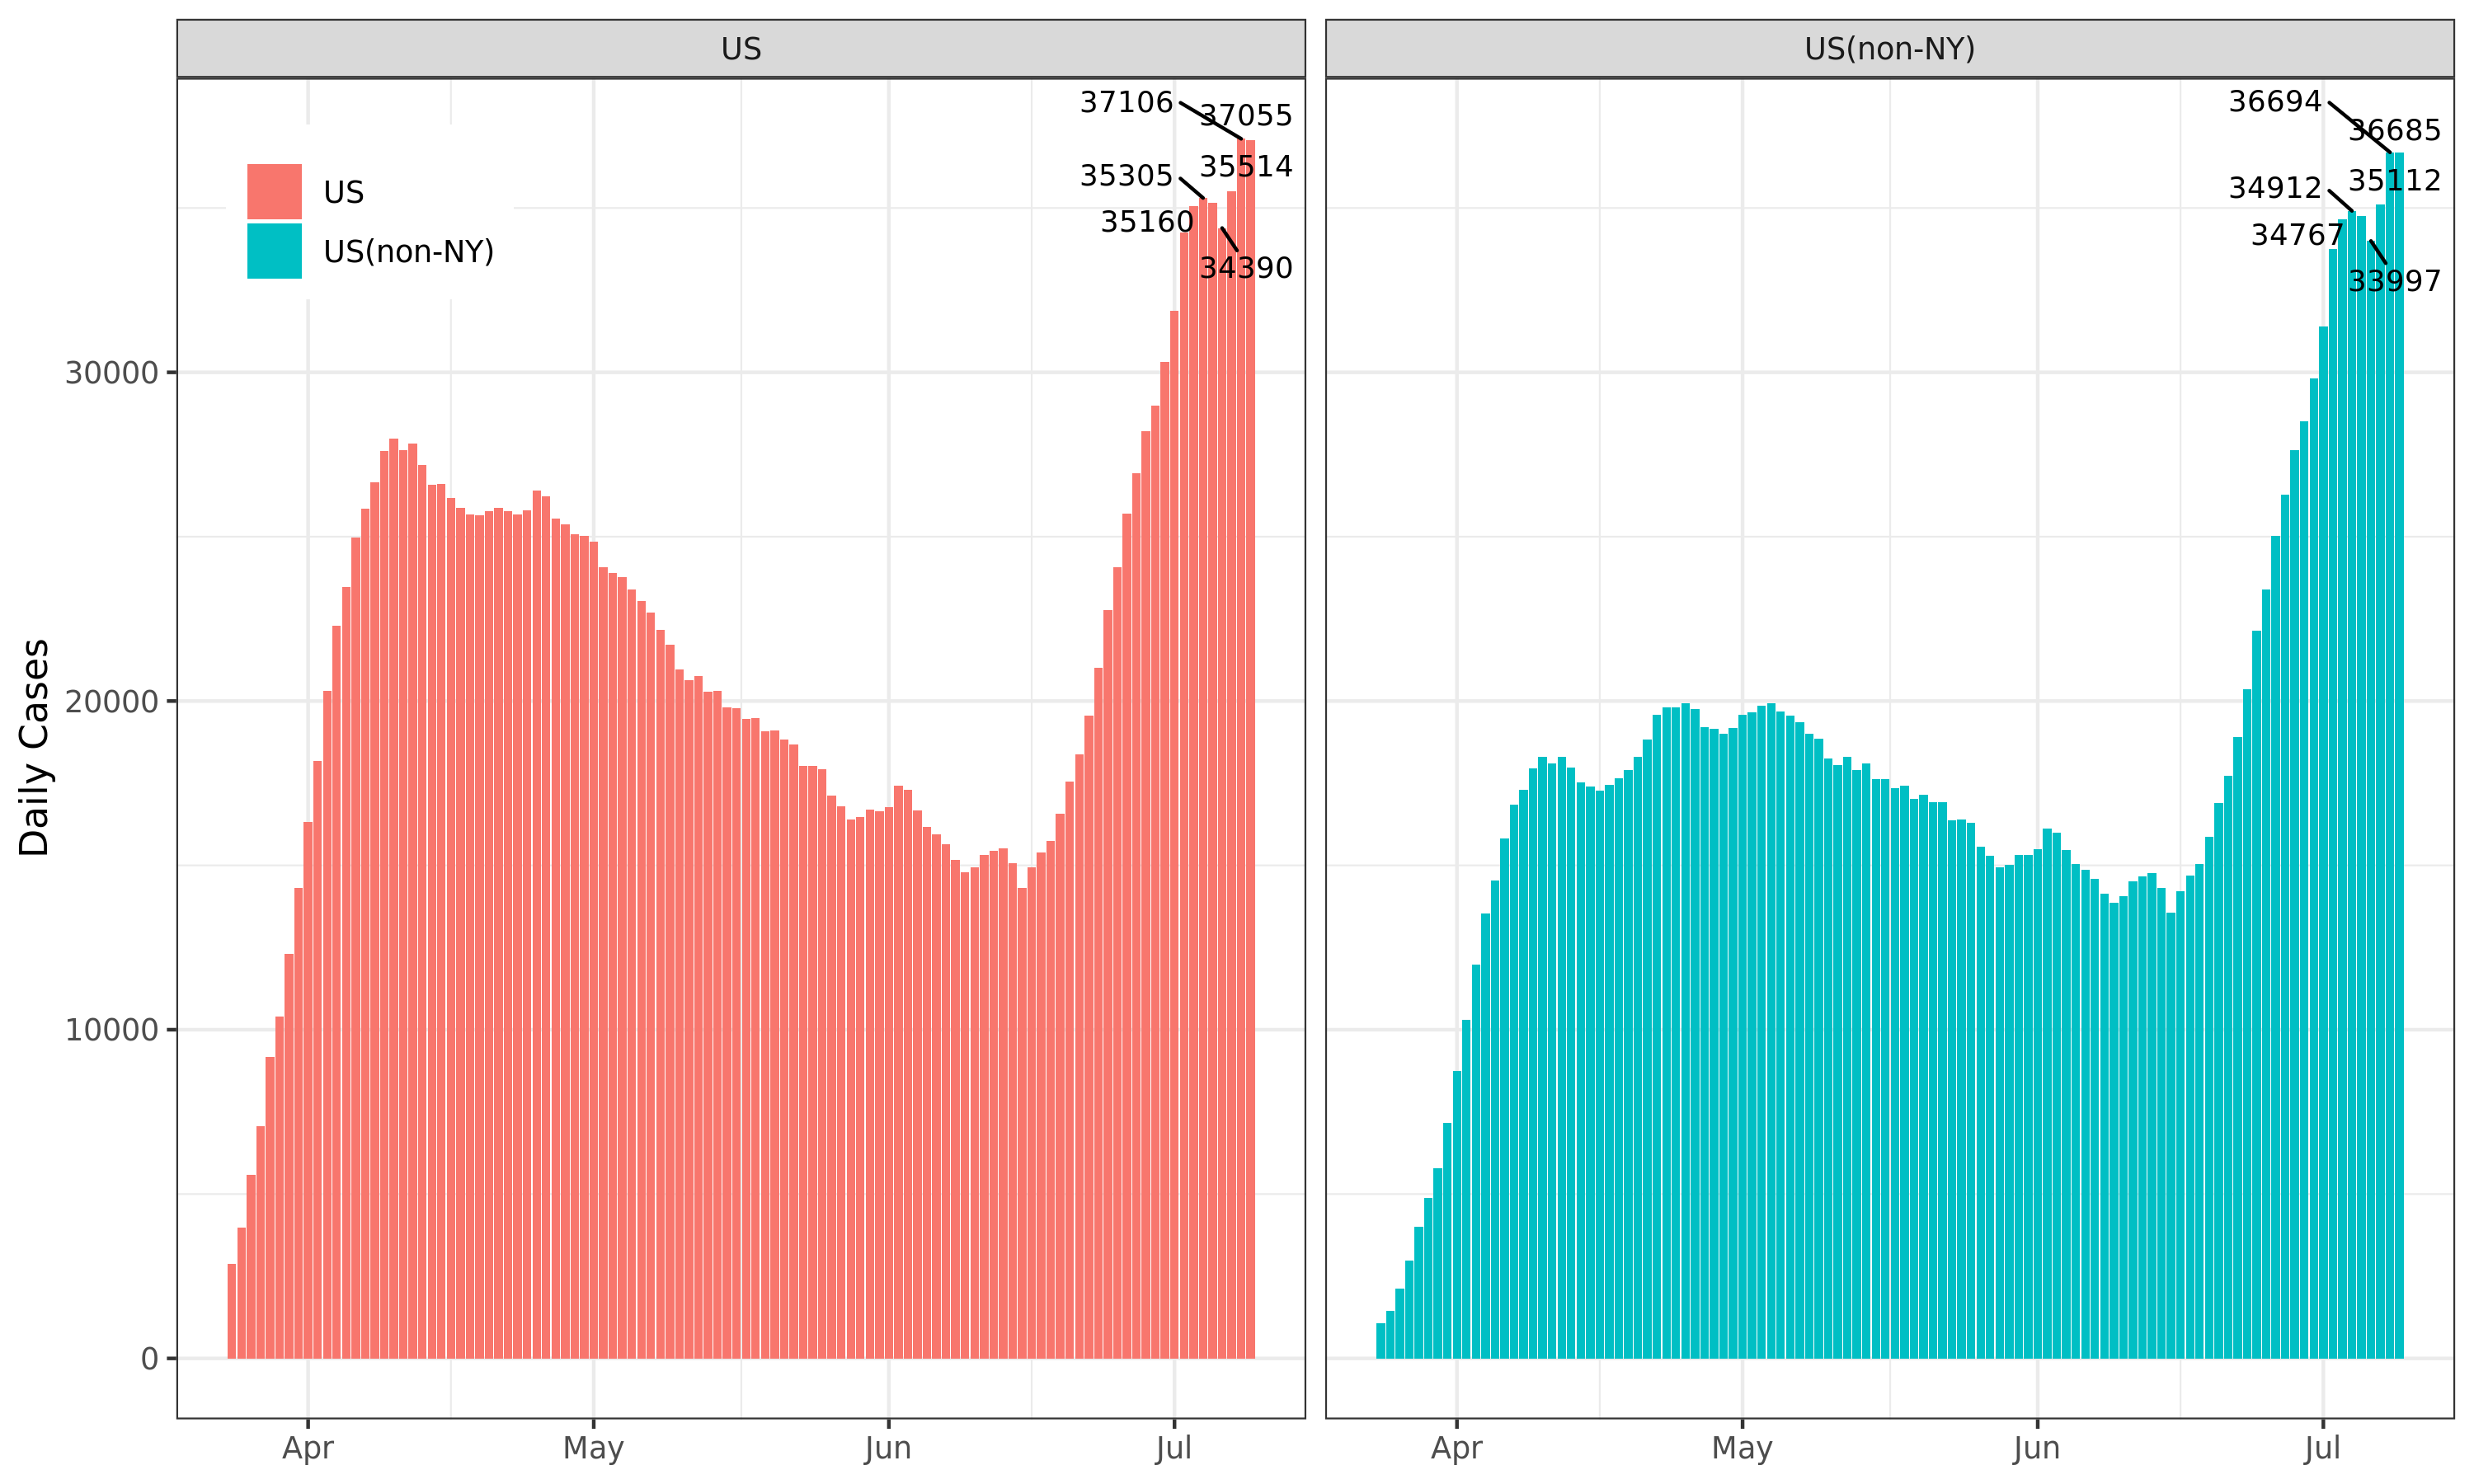 US
US(non-NY)
37106
37055
35305
35514
35160
34390
36694
36685
34912
35112
34767
33997
US
US(non-NY)
Daily Cases
30000
20000
10000
0
Apr
May
Jun
Jul
Apr
May
Jun
Jul